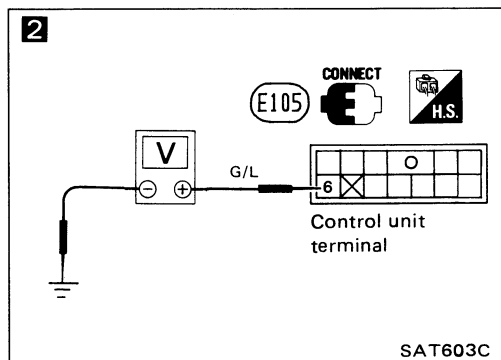 2
CONNECT
E105
H.S.
V
G/L
O
6
Control unit
terminal
SAT603C